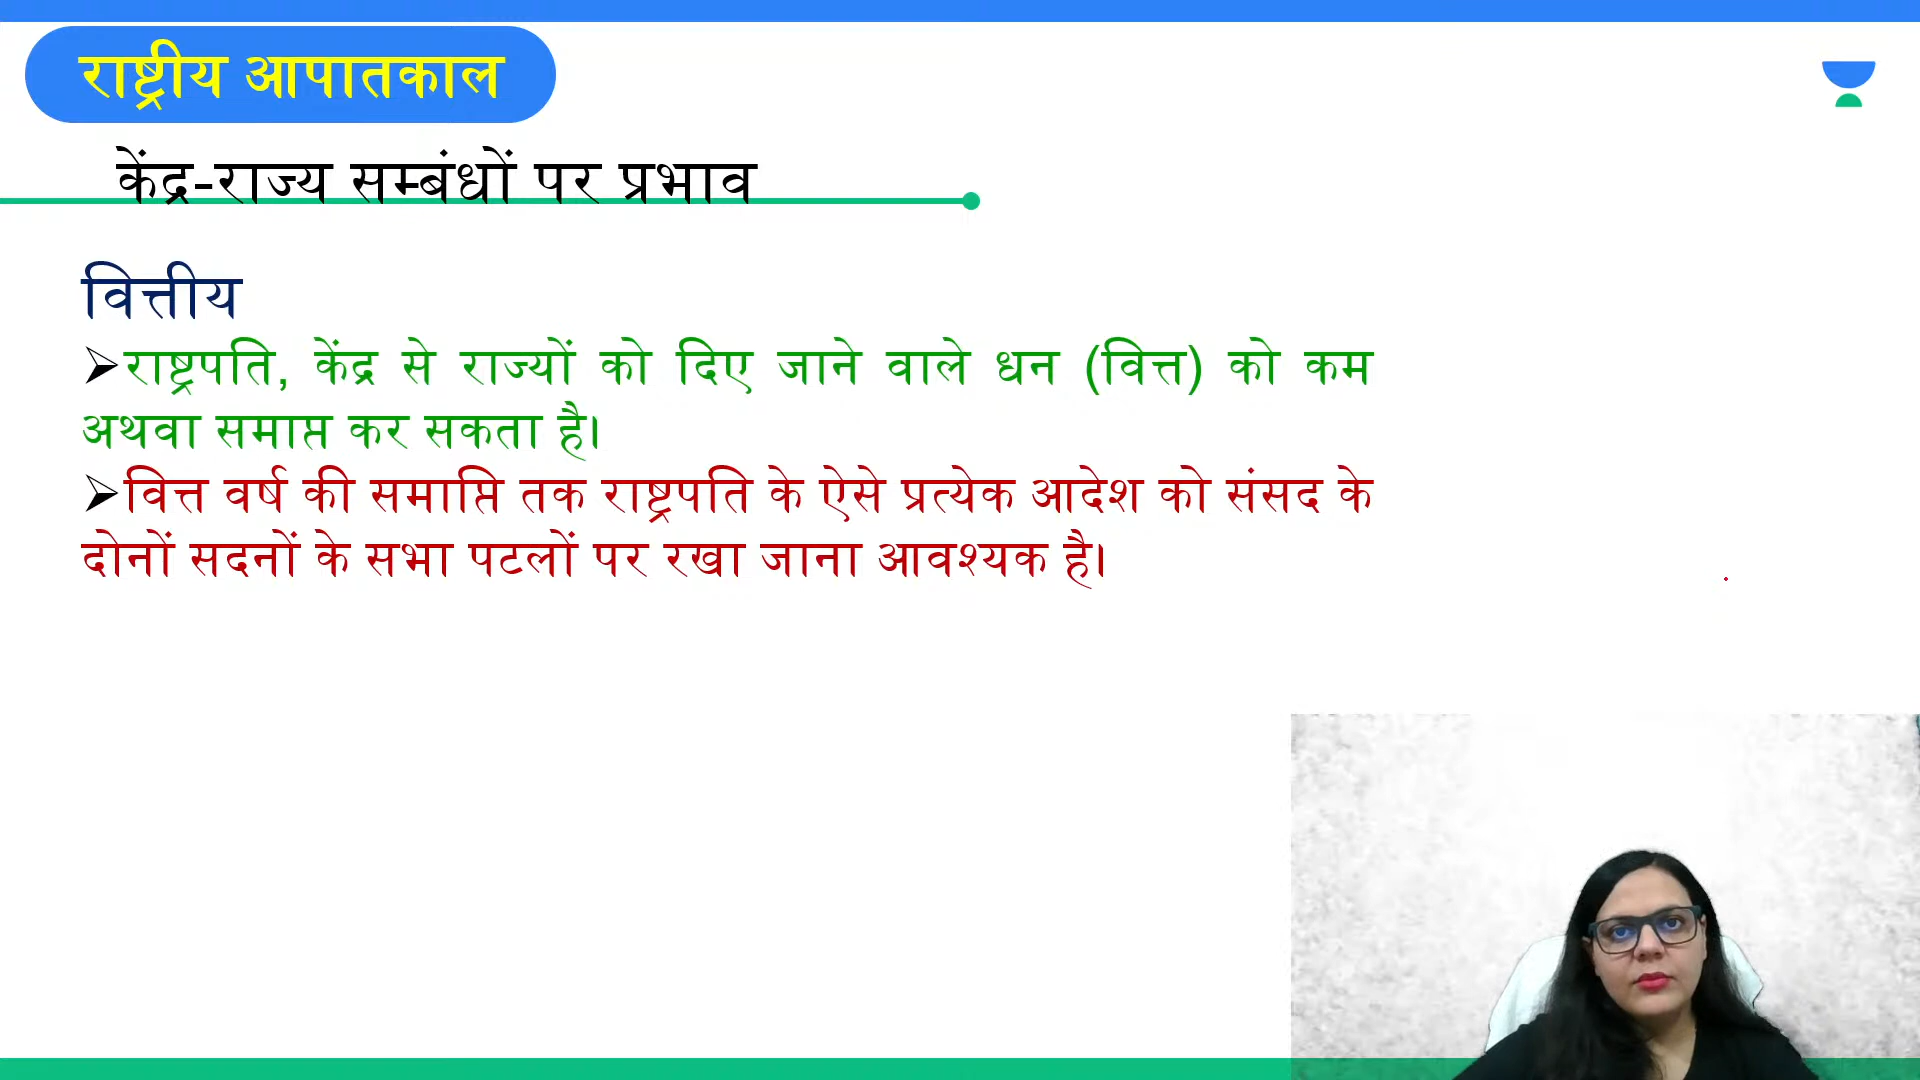 राष्ट्रीय आपातकाल
केंद्र-राज्य सम्बंधों पर प्रभाव
वित्तीय
➢राष्ट्रपति, केंद्र से राज्यों को दिए जाने वाले धन (वित्त) को कम
अथवा समाप्त कर सकता है।
➢वित्त वर्ष की समाप्ति तक राष्ट्रपति के ऐसे प्रत्येक आदेश को संसद के
दोनों सदनों के सभा पटलों पर रखा जाना आवश्यक है।